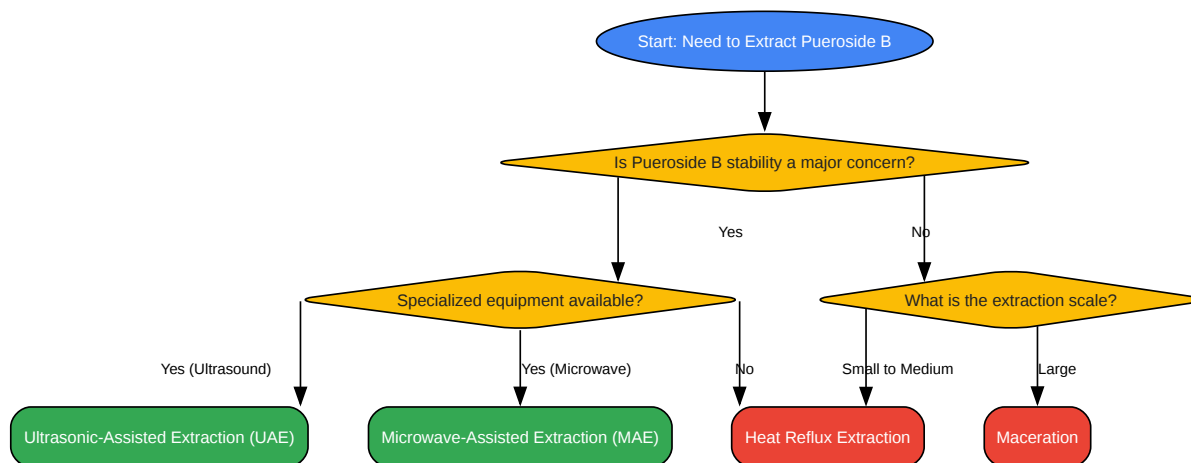 Start: Need to Extract Pueroside B
Is Pueroside B stability a major concern?
Yes
No
Specialized equipment available?
What is the extraction scale?
Yes (Ultrasound)
Yes (Microwave)
No
Small to Medium
Large
Ultrasonic-Assisted Extraction (UAE)
Microwave-Assisted Extraction (MAE)
Heat Reflux Extraction
Maceration